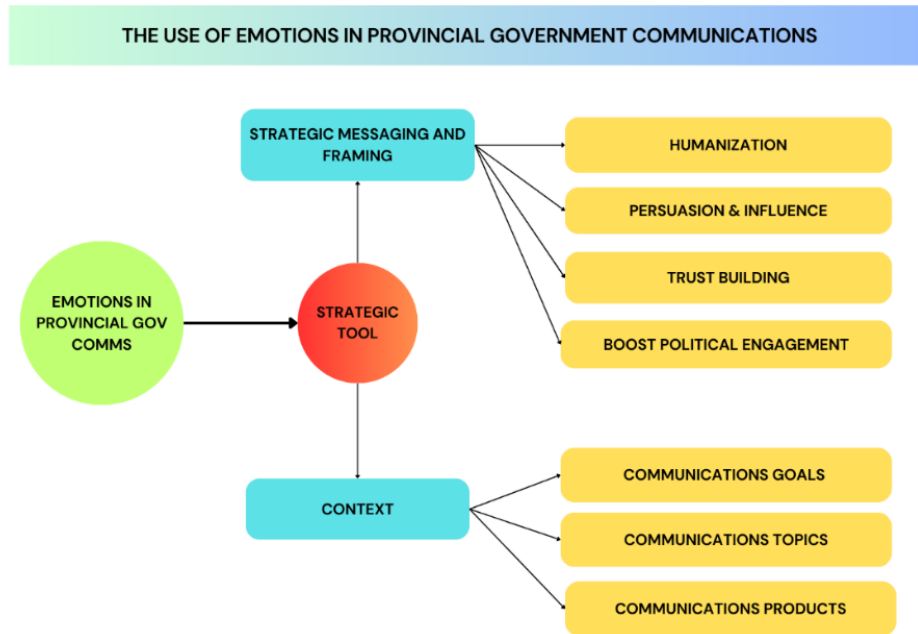 THE USE OF EMOTIONS IN PROVINCIAL GOVERNMENT COMMUNICATIONS
STRATEGIC MESSAGING AND
FRAMING
HUMANIZATION
PERSUASION & INFLUENCE
TRUST BUILDING
BOOST POLITICAL ENGAGEMENT
EMOTIONS IN
PROVINCIAL GOV
COMMS
STRATEGIC
TOOL
CONTEXT
COMMUNICATIONS GOALS
COMMUNICATIONS TOPICS
COMMUNICATIONS PRODUCTS